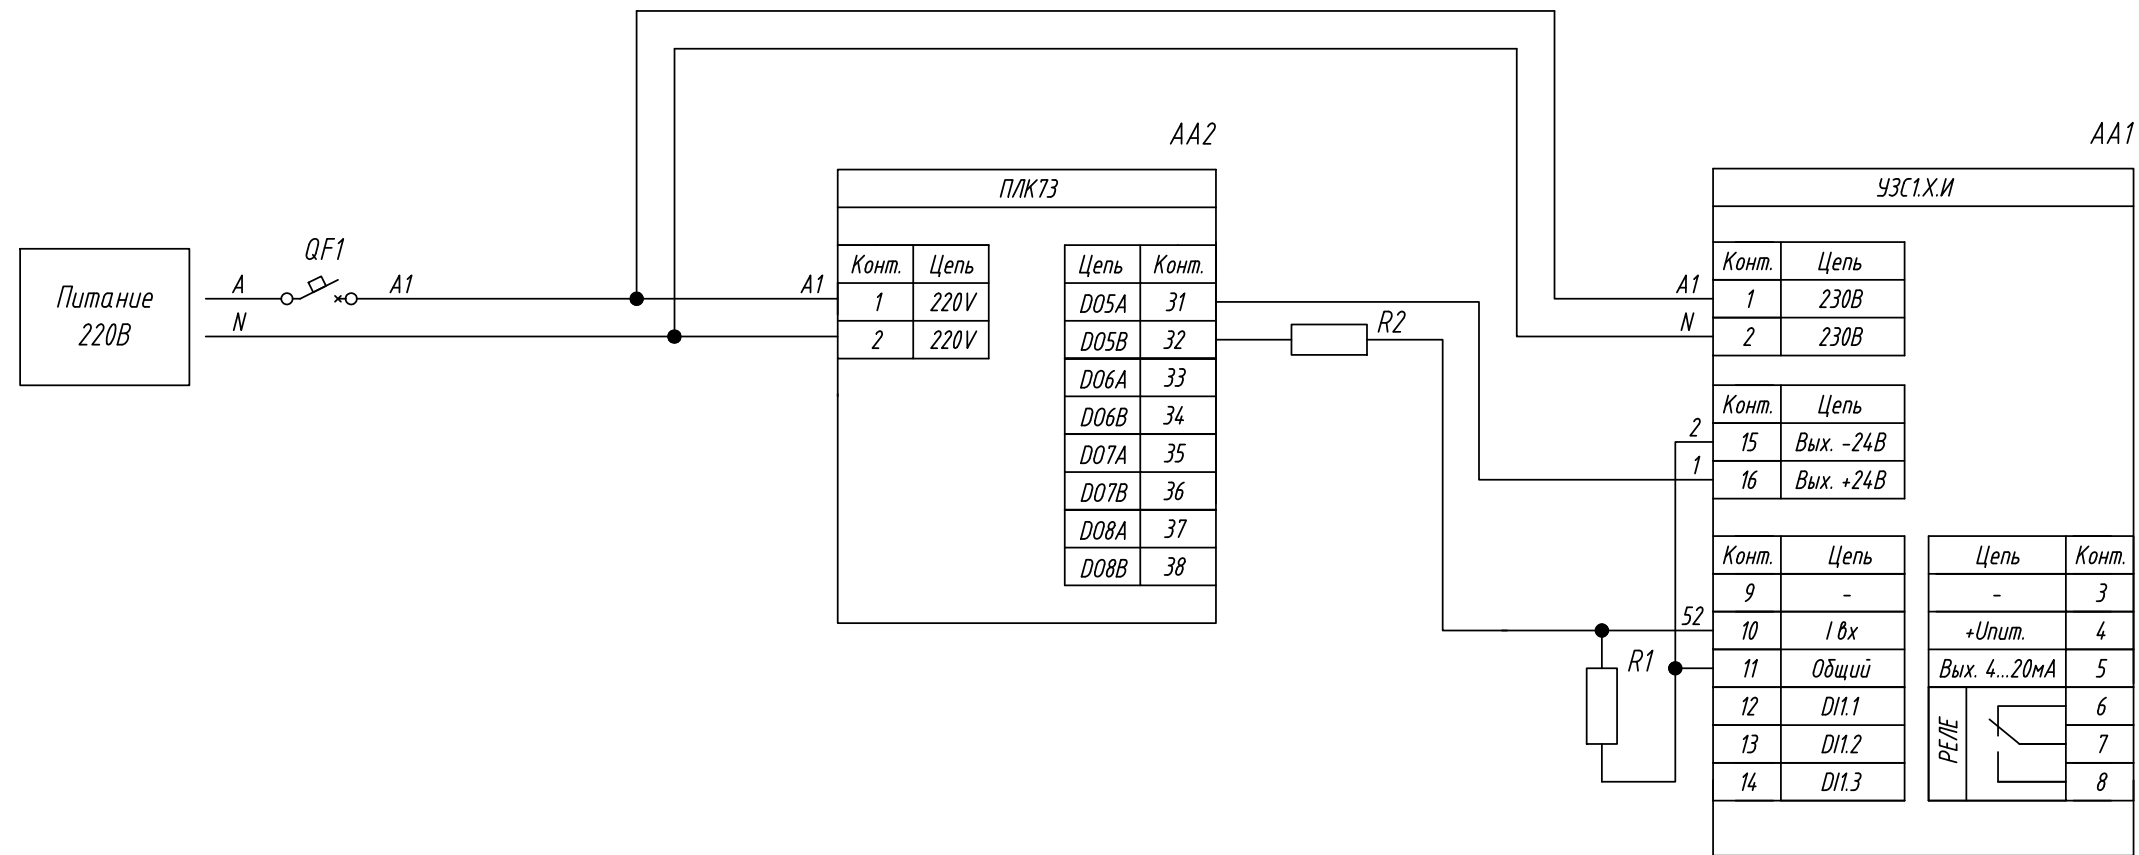 AA2
AA1
ПЛК73
УЗС1.Х.И
QF1
Питание
220В
A
A1
N
A1
Конт. Цепь
1 220V
2 220V
Цепь Конт.
DO5A 31
DO5B 32
DO6A 33
DO6B 34
DO7A 35
DO7B 36
DO8A 37
DO8B 38
R2
A1
N
Конт. Цепь
1 230В
2 230В
2
1
Конт. Цепь
15 Вых. -24В
16 Вых. +24В
52
R1
Конт. Цепь
9 -
10 I вх
11 Общий
12 DI1.1
13 DI1.2
14 DI1.3
Цепь Конт.
- 3
+Uпит. 4
Вых. 4...20мА 5
РЕЛЕ
6
7
8